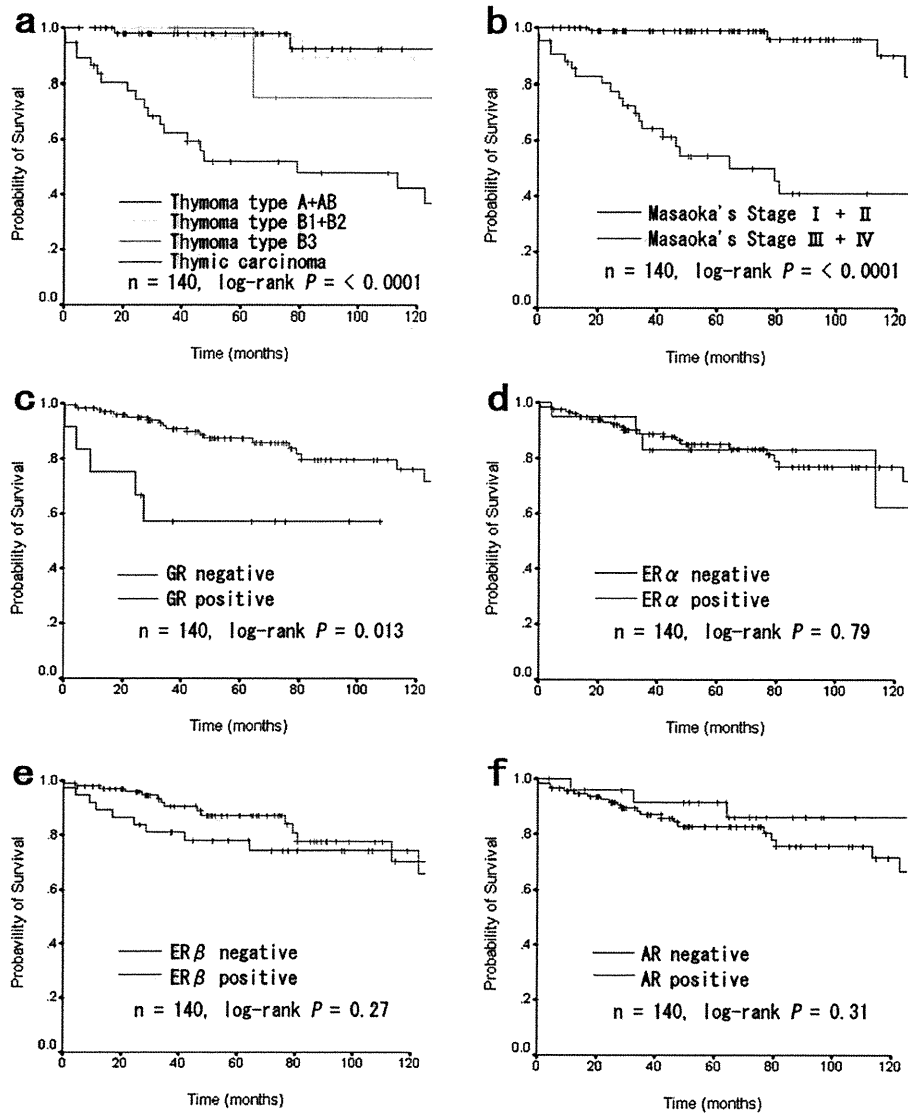 a
1.0
.8
.6
.4
.2
0.0
Probability of Survival
Thymoma type A+AB
Thymoma type B1+B2
Thymoma type B3
Thymic carcinoma
n = 140, log-rank P = < 0.0001
0 20 40 60 80 100 120
Time (months)
b
1.0
.8
.6
.4
.2
0.0
Probability of Survival
Masaoka's Stage Ⅰ + Ⅱ
Masaoka's Stage Ⅲ + Ⅳ
n = 140, log-rank P = < 0.0001
0 20 40 60 80 100 120
Time (months)
c
1.0
.8
.6
.4
.2
0.0
Probability of Survival
GR negative
GR positive
n = 140, log-rank P = 0.013
0 20 40 60 80 100 120
Time (months)
d
1.0
.8
.6
.4
.2
0.0
Probability of Survival
ERα negative
ERα positive
n = 140, log-rank P = 0.79
0 20 40 60 80 100 120
Time (months)
e
1.0
.8
.6
.4
.2
0.0
Probavility of Survival
ERβ negative
ERβ positive
n = 140, log-rank P = 0.27
0 20 40 60 80 100 120
Time (months)
f
1.0
.8
.6
.4
.2
0.0
Probability of Survival
AR negative
AR positive
n = 140, log-rank P = 0.31
0 20 40 60 80 100 120
Time (months)